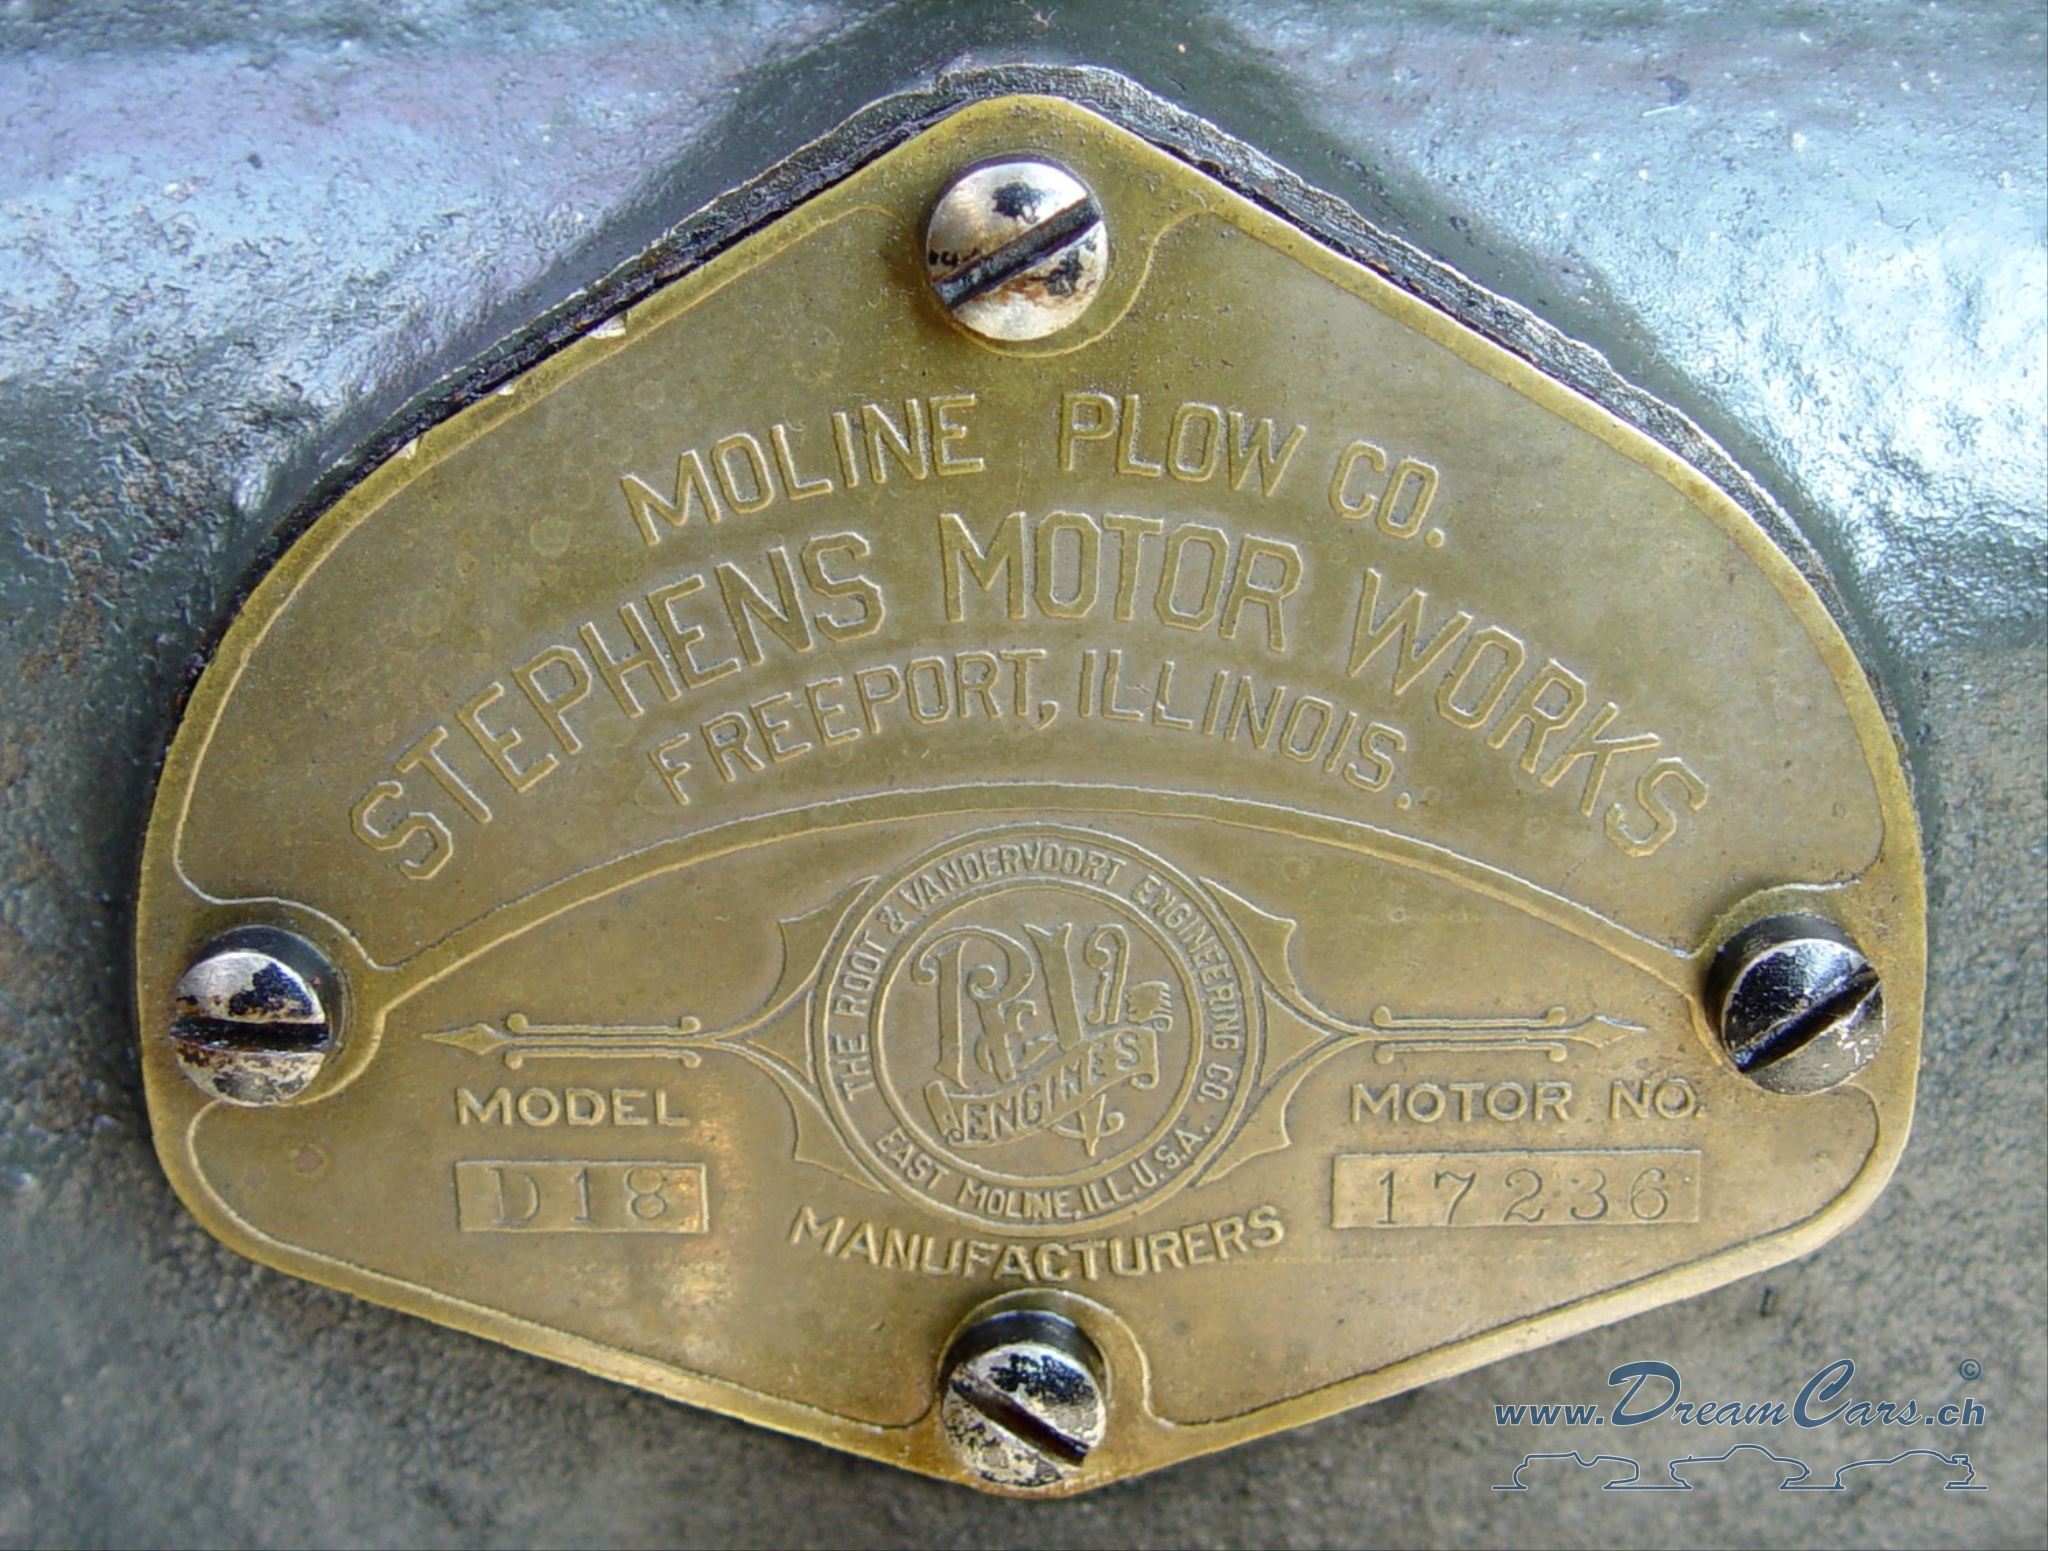 MOLINE PLOW CO.
STEPHENS MOTOR WORKS
FREEPORT, ILLINOIS.
THE ROOT & VANDERVOORT ENGINEERING CO.
R & V
ENGINES
EAST MOLINE, ILL. U.S.A.
MODEL
D18
MOTOR NO.
17236
MANUFACTURERS
www.DreamCars.ch ©